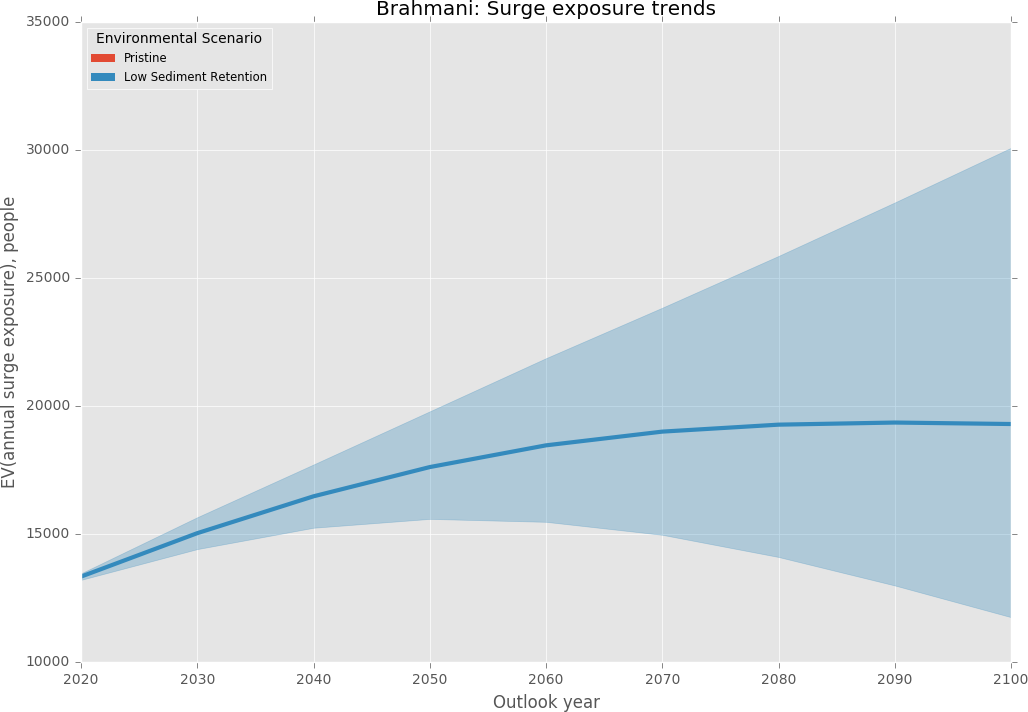 Brahmani: Surge exposure trends
Environmental Scenario
Pristine
Low Sediment Retention
EV(annual surge exposure), people
35000
30000
25000
20000
15000
10000
2020 2030 2040 2050 2060 2070 2080 2090 2100
Outlook year